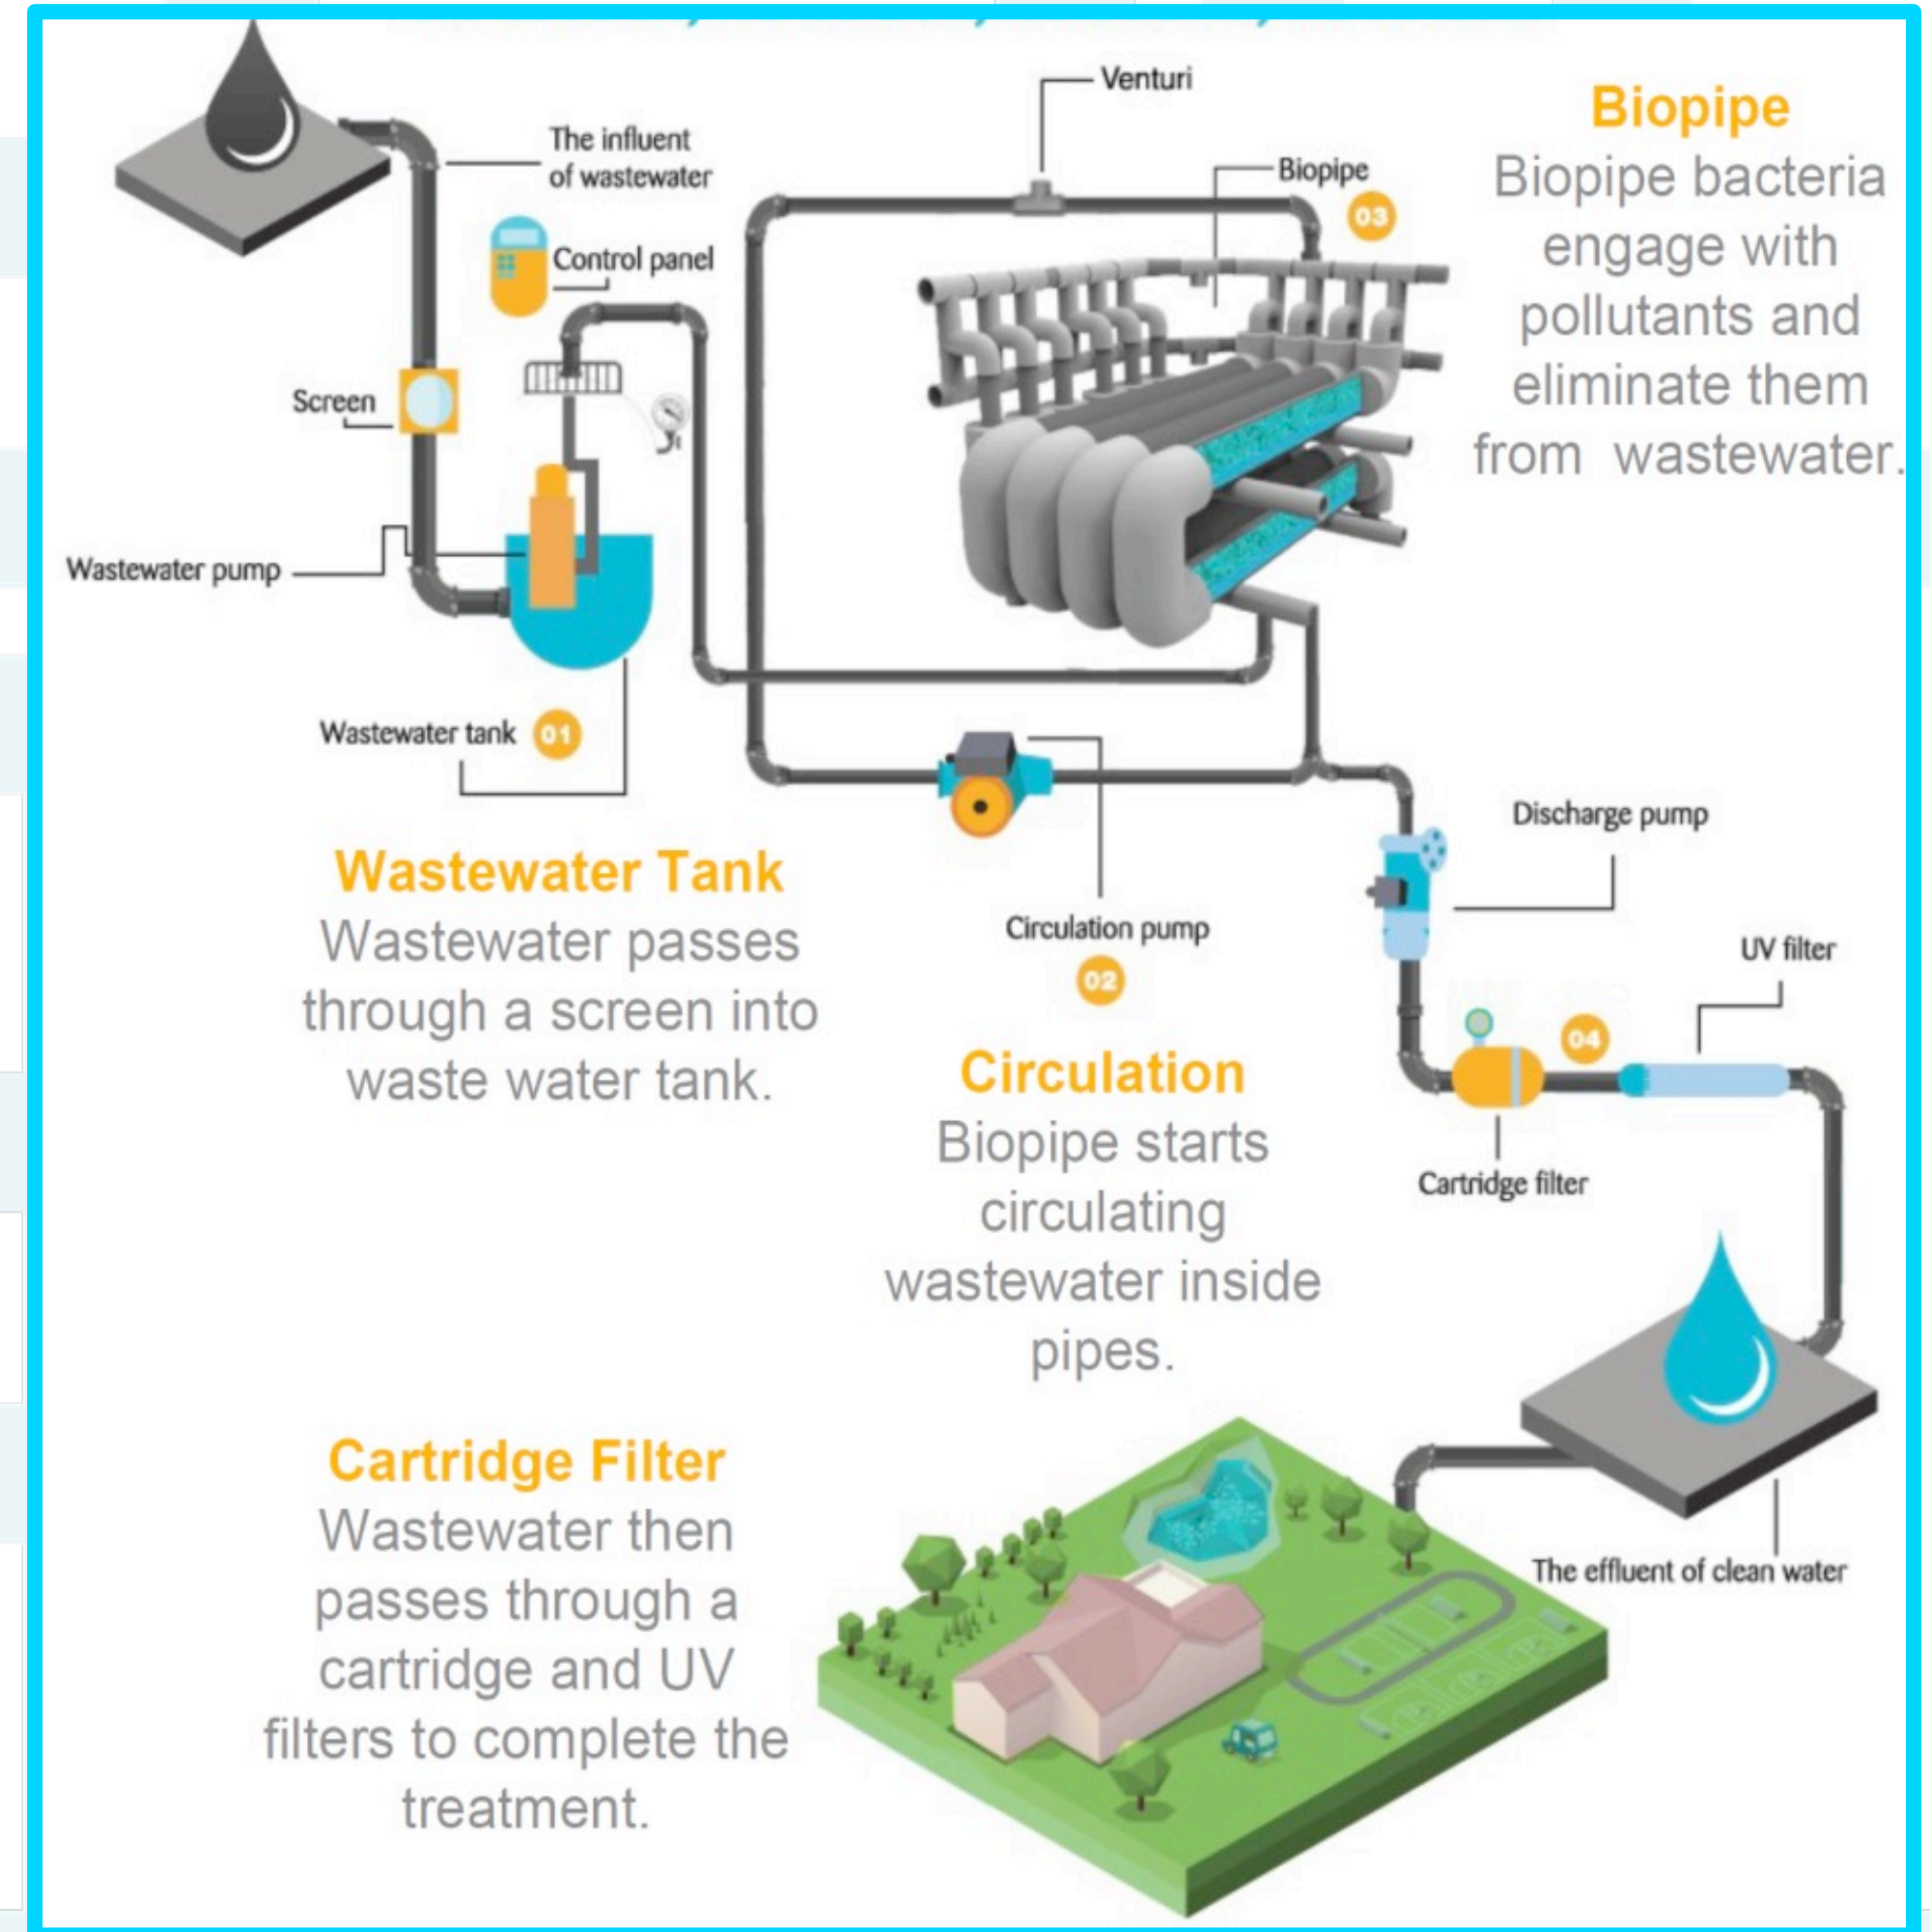 Venturi
Biopipe
03
The influent
of wastewater
Control panel
Screen
Wastewater pump
Wastewater tank 01
Biopipe
Biopipe bacteria
engage with
pollutants and
eliminate them
from wastewater.
Discharge pump
Circulation pump
02
UV filter
04
Cartridge filter
Wastewater Tank
Wastewater passes
through a screen into
waste water tank.
Circulation
Biopipe starts
circulating
wastewater inside
pipes.
Cartridge Filter
Wastewater then
passes through a
cartridge and UV
filters to complete the
treatment.
The effluent of clean water